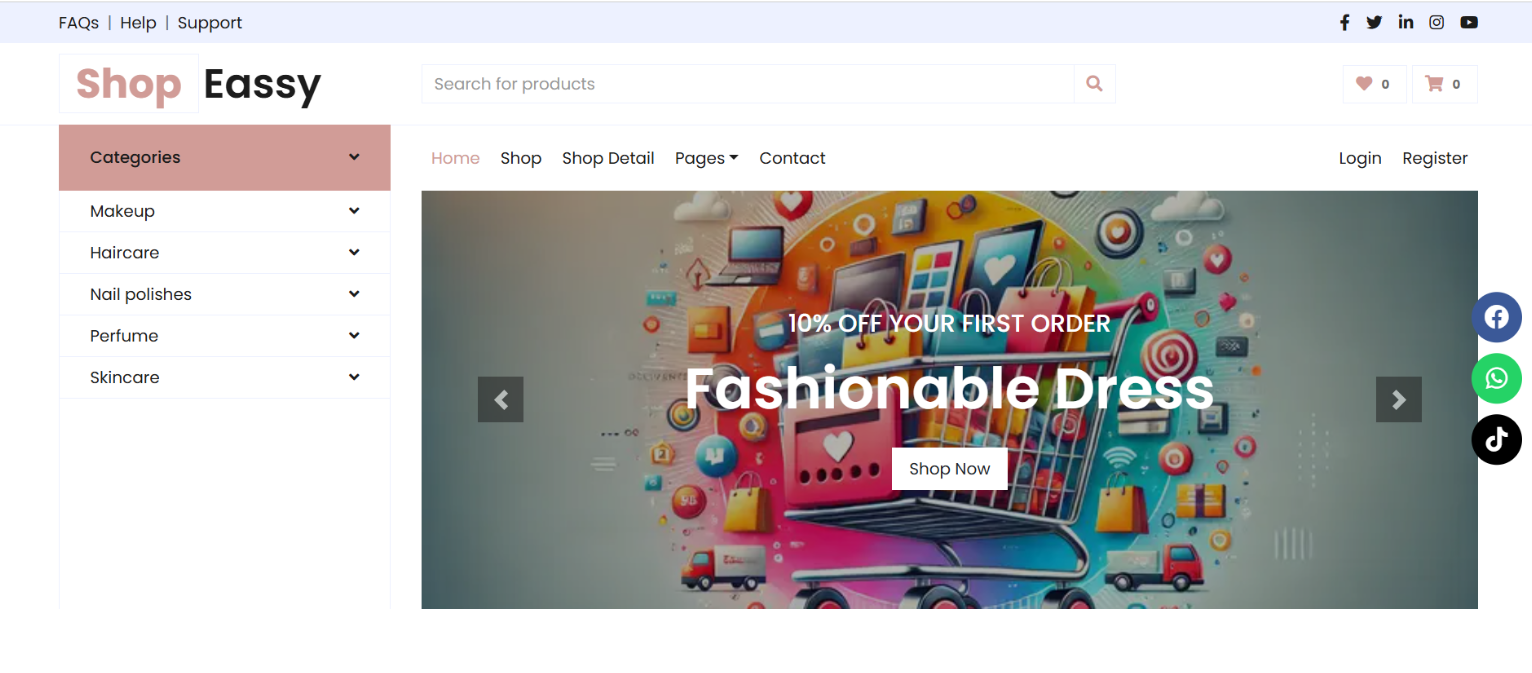 FAQs | Help | Support
Shop Eassy
Search for products
0
0
Categories
Home Shop Shop Detail Pages Contact
Login Register
Makeup
Haircare
Nail polishes
Perfume
Skincare
10% OFF YOUR FIRST ORDER
Fashionable Dress
Shop Now